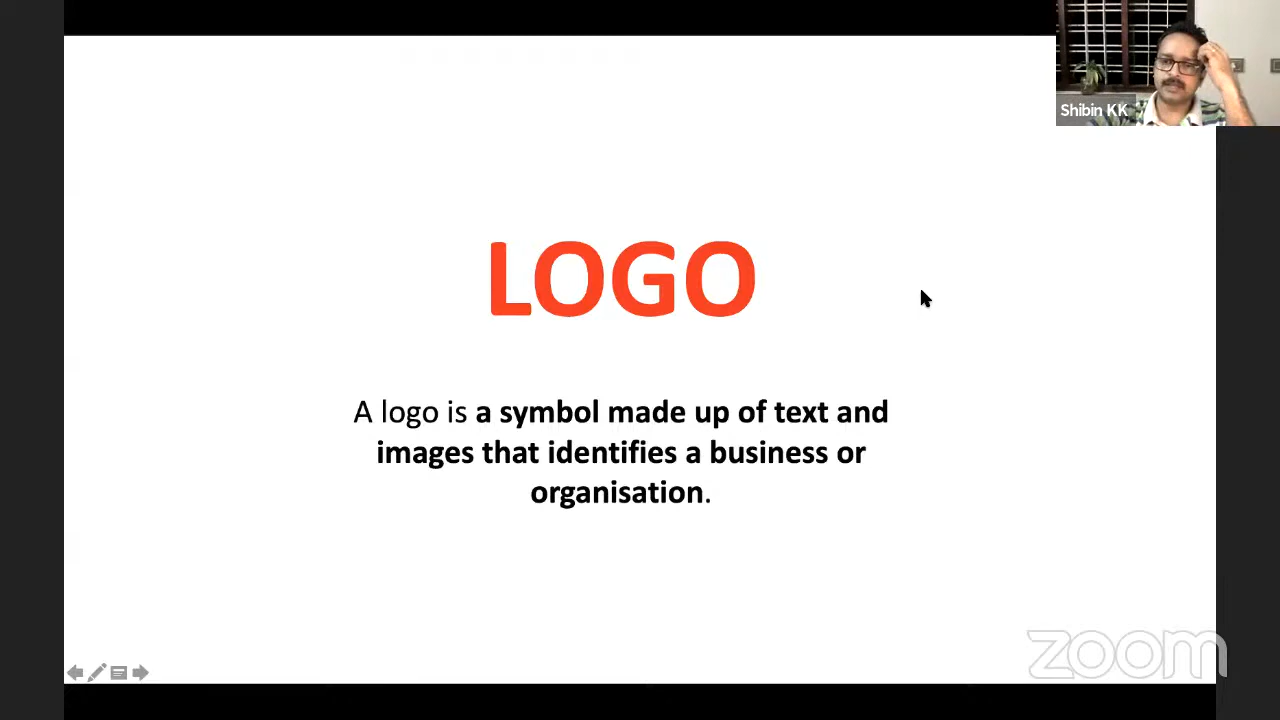 Shibin KK
LOGO
A logo is a symbol made up of text and
images that identifies a business or
organisation.
zoom